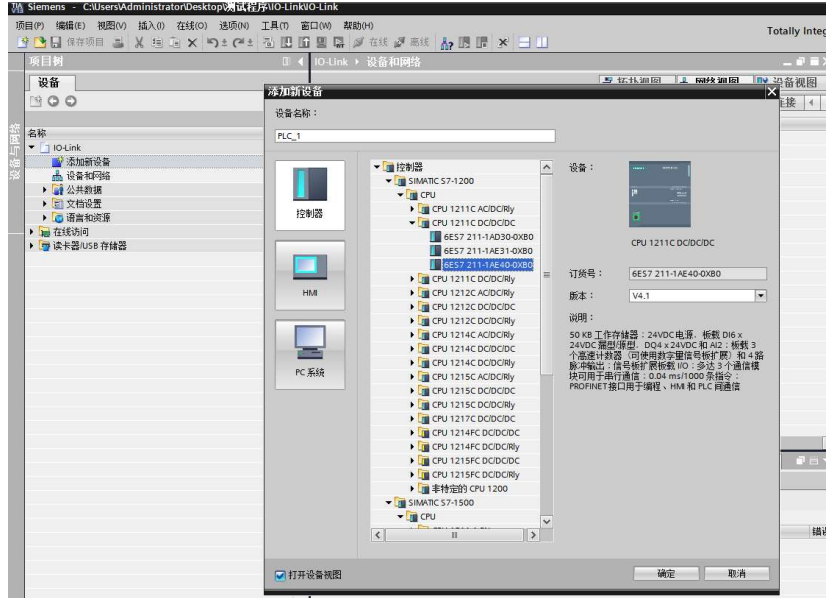 Siemens - C:\Users\Administrator\Desktop\测试程序\IO-Link\IO-Link
项目(P) 编辑(E) 视图(V) 插入(I) 在线(O) 选项(N) 工具(T) 窗口(W) 帮助(H)
Totally Integ
保存项目 在线 离线
项目树
IO-Link 设备和网络
设备
拓扑视图 网络视图 设备视图
设备与网络
名称
IO-Link
添加新设备
设备和网络
公共数据
文档设置
语言和资源
在线访问
读卡器/USB 存储器
添加新设备
设备名称：
PLC_1
控制器
HMI
PC 系统
控制器
SIMATIC S7-1200
CPU
CPU 1211C AC/DC/Rly
CPU 1211C DC/DC/DC
6ES7 211-1AD30-0XB0
6ES7 211-1AE31-0XB0
6ES7 211-1AE40-0XB0
CPU 1211C DC/DC/Rly
CPU 1212C AC/DC/Rly
CPU 1212C DC/DC/DC
CPU 1212C DC/DC/Rly
CPU 1214C AC/DC/Rly
CPU 1214C DC/DC/DC
CPU 1214C DC/DC/Rly
CPU 1215C AC/DC/Rly
CPU 1215C DC/DC/DC
CPU 1215C DC/DC/Rly
CPU 1217C DC/DC/DC
CPU 1214FC DC/DC/DC
CPU 1214FC DC/DC/Rly
CPU 1215FC DC/DC/DC
CPU 1215FC DC/DC/Rly
非特定的 CPU 1200
SIMATIC S7-1500
CPU
设备：
CPU 1211C DC/DC/DC
订货号：
6ES7 211-1AE40-0XB0
版本：
V4.1
说明：
50 KB 工作存储器；24VDC 电源，板载 DI6 x
24VDC 漏型/源型，DQ4 x 24VDC 和 AI2；板载 3
个高速计数器（可使用数字量信号板扩展）和 4 路
脉冲输出；信号板扩展板载 I/O；多达 3 个通信模
块可用于串行通信；0.04 ms/1000 条指令；
PROFINET 接口用于编程、HMI 和 PLC 间通信
打开设备视图
确定
取消